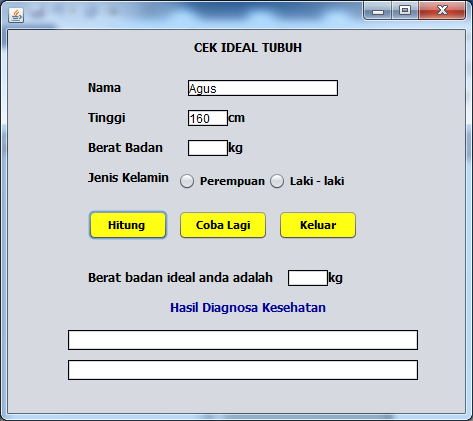 CEK IDEAL TUBUH
Nama Agus
Tinggi 160 cm
Berat Badan kg
Jenis Kelamin Perempuan Laki - laki
Hitung Coba Lagi Keluar
Berat badan ideal anda adalah kg
Hasil Diagnosa Kesehatan